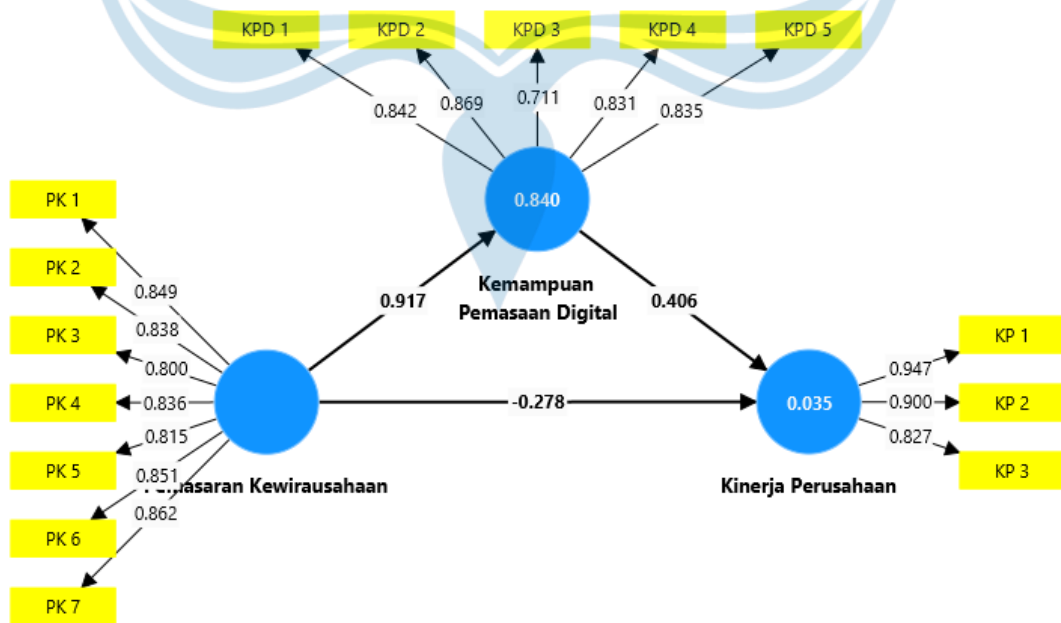 KPD 1
KPD 2
KPD 3
KPD 4
KPD 5
0.842
0.869
0.711
0.831
0.835
PK 1
PK 2
PK 3
PK 4
PK 5
PK 6
PK 7
0.849
0.838
0.800
0.836
0.815
0.851
0.862
0.840
Kemampuan
Pemasaan Digital
0.917
0.406
-0.278
Kewirausahaan
0.035
Kinerja Perusahaan
0.947
0.900
0.827
KP 1
KP 2
KP 3